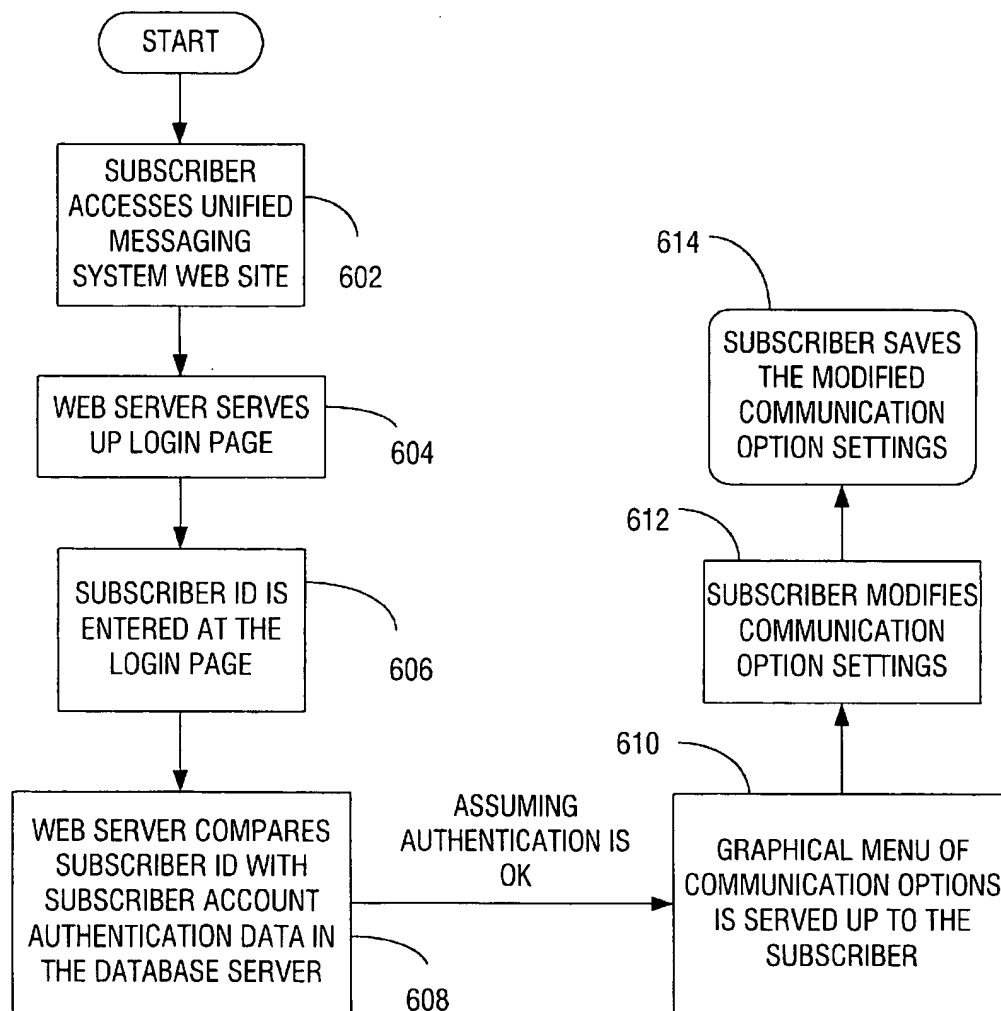 START
SUBSCRIBER
ACCESSES UNIFIED
MESSAGING
SYSTEM WEB SITE
602
WEB SERVER SERVES
UP LOGIN PAGE
604
SUBSCRIBER ID IS
ENTERED AT THE
LOGIN PAGE
606
WEB SERVER COMPARES
SUBSCRIBER ID WITH
SUBSCRIBER ACCOUNT
AUTHENTICATION DATA IN
THE DATABASE SERVER
608
ASSUMING
AUTHENTICATION IS
OK
610
GRAPHICAL MENU OF
COMMUNICATION OPTIONS
IS SERVED UP TO THE
SUBSCRIBER
612
SUBSCRIBER MODIFIES
COMMUNICATION
OPTION SETTINGS
614
SUBSCRIBER SAVES
THE MODIFIED
COMMUNICATION
OPTION SETTINGS